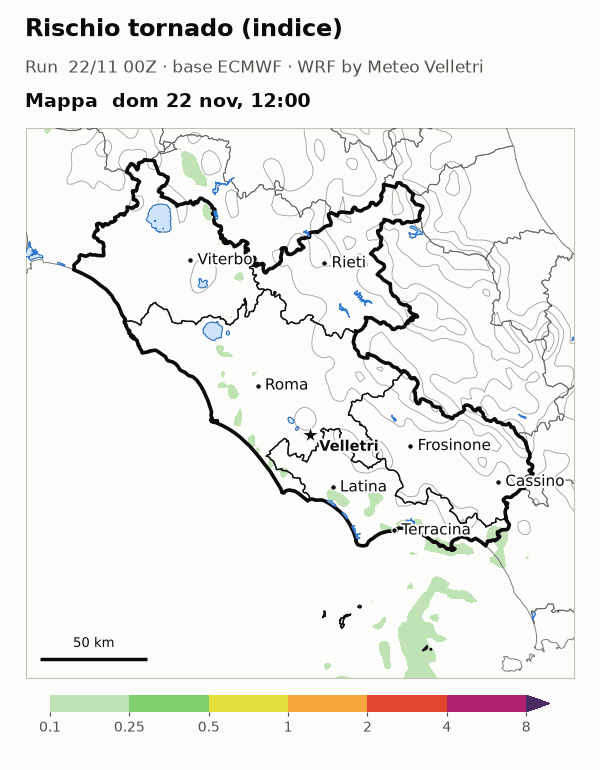 Rischio tornado (indice)
Run  22/11 00Z · base ECMWF · WRF by Meteo Velletri
Mappa  dom 22 nov, 12:00
Viterbo
Rieti
Roma
Velletri
Frosinone
Cassino
Latina
Terracina
50 km
0.1 0.25 0.5 1 2 4 8